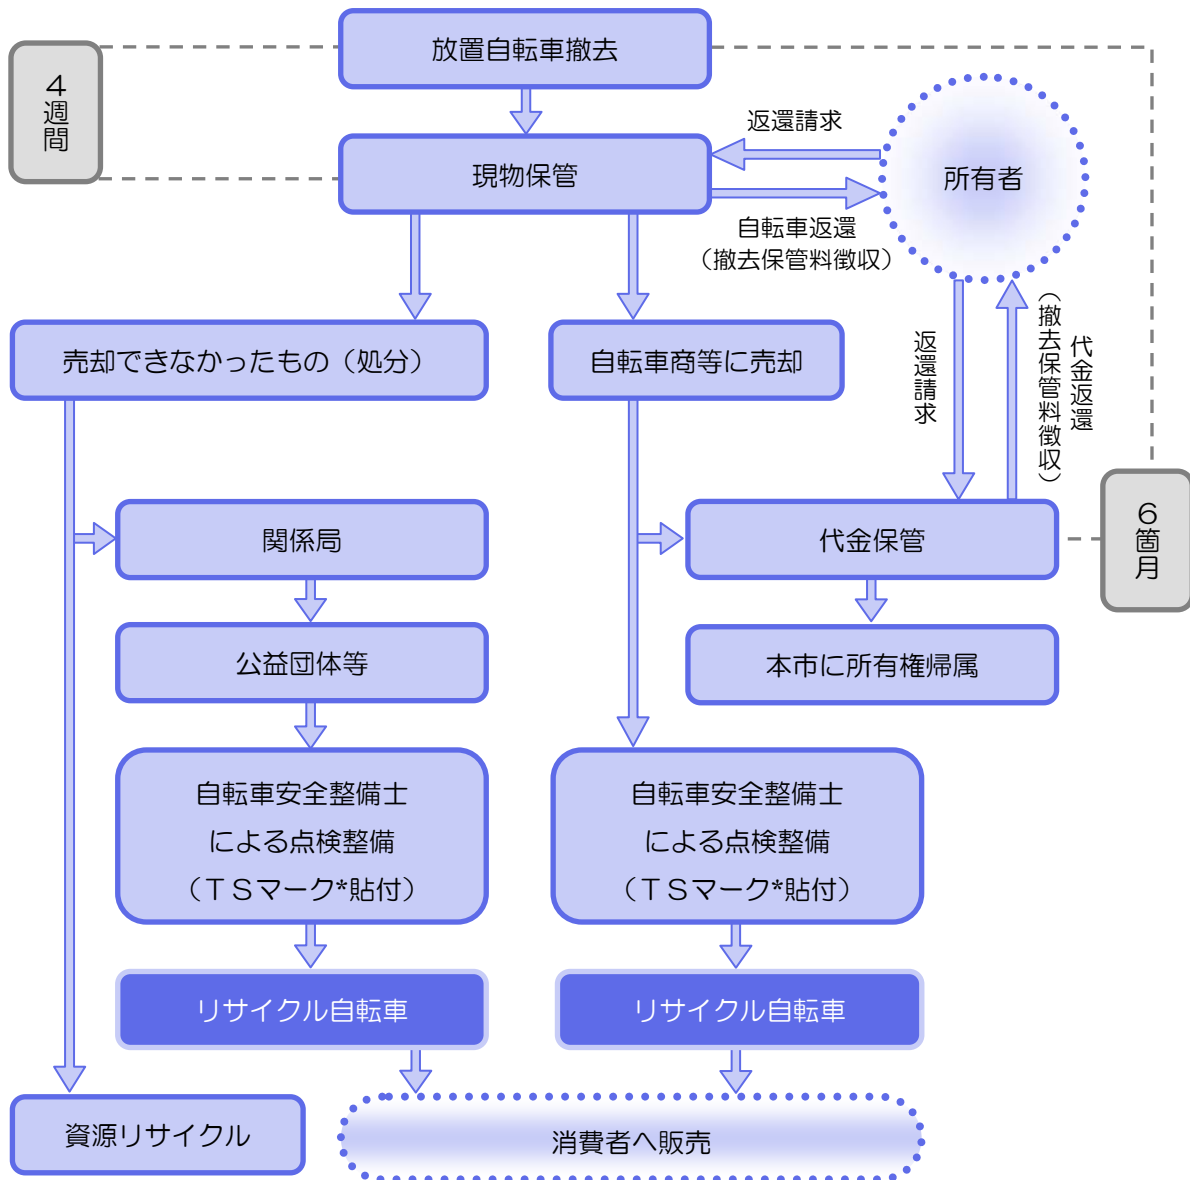 放置自転車撤去
4週間
返還請求
現物保管
所有者
自転車返還
（撤去保管料徴収）
売却できなかったもの（処分）
自転車商等に売却
返還請求
代金返還
（撤去保管料徴収）
関係局
代金保管
6箇月
公益団体等
本市に所有権帰属
自転車安全整備士
による点検整備
（ＴＳマーク*貼付）
自転車安全整備士
による点検整備
（ＴＳマーク*貼付）
リサイクル自転車
リサイクル自転車
資源リサイクル
消費者へ販売